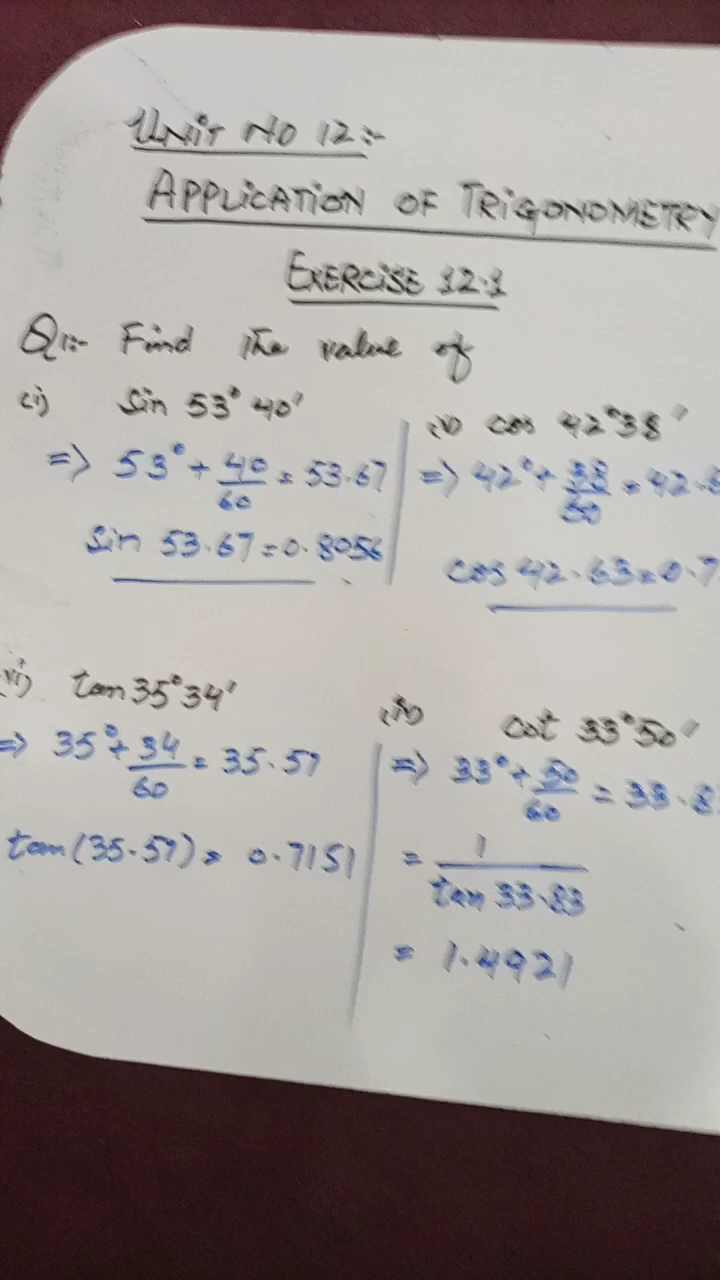 UNIT NO 12:-
APPLICATION OF TRIGONOMETRY
EXERCISE 12.1
Q1:- Find the value of
(i) Sin 53° 40'
=> 53° + 40/60 = 53.67
Sin 53.67 = 0.8056
cos 42°38'
=> 42° + 38/60 = 42.6
cos 42.63 = 0.7
tan 35°34'
=> 35° + 34/60 = 35.57
tan(35.57) = 0.7151
(iv) cot 33°50'
=> 33° + 50/60 = 33.8
= 1/tan 33.83
= 1.4921